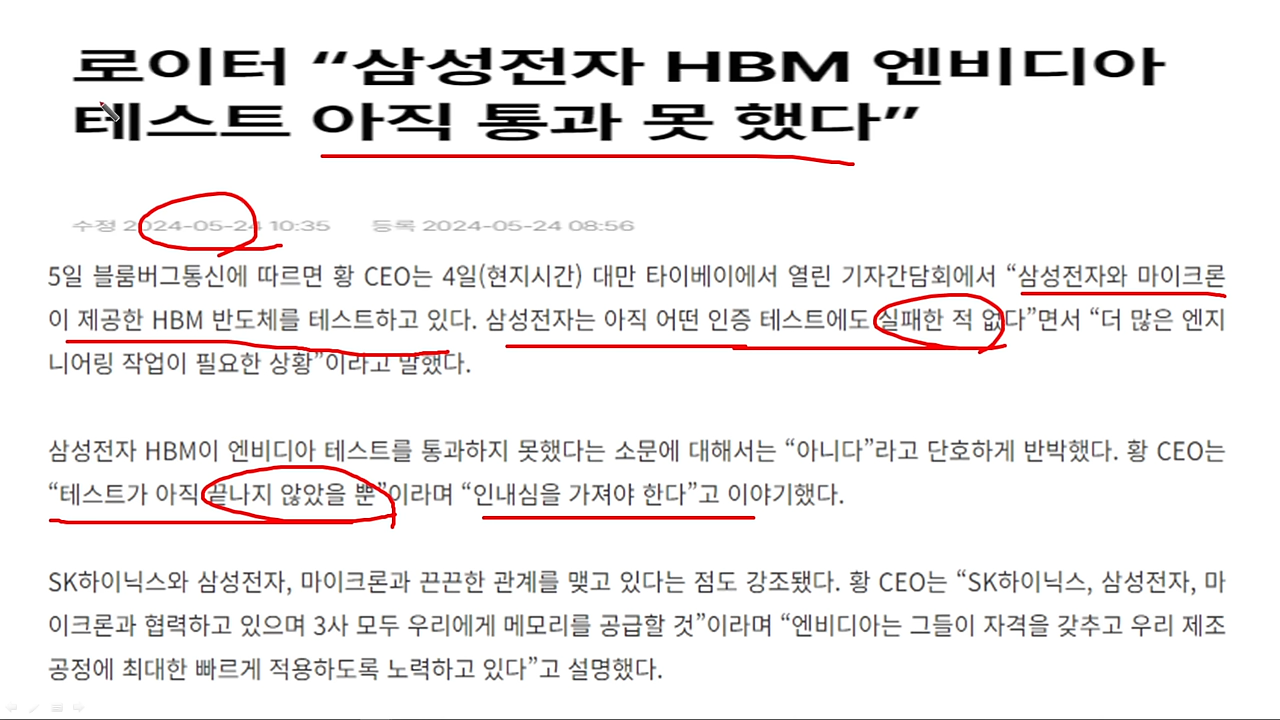 로이터 “삼성전자 HBM 엔비디아
테스트 아직 통과 못 했다”
수정 2024-05-24 10:35 등록 2024-05-24 08:56
5일 블룸버그통신에 따르면 황 CEO는 4일(현지시간) 대만 타이베이에서 열린 기자간담회에서 “삼성전자와 마이크론
이 제공한 HBM 반도체를 테스트하고 있다. 삼성전자는 아직 어떤 인증 테스트에도 실패한 적 없다”면서 “더 많은 엔지
니어링 작업이 필요한 상황”이라고 말했다.
삼성전자 HBM이 엔비디아 테스트를 통과하지 못했다는 소문에 대해서는 “아니다”라고 단호하게 반박했다. 황 CEO는
“테스트가 아직 끝나지 않았을 뿐”이라며 “인내심을 가져야 한다”고 이야기했다.
SK하이닉스와 삼성전자, 마이크론과 끈끈한 관계를 맺고 있다는 점도 강조됐다. 황 CEO는 “SK하이닉스, 삼성전자, 마
이크론과 협력하고 있으며 3사 모두 우리에게 메모리를 공급할 것”이라며 “엔비디아는 그들이 자격을 갖추고 우리 제조
공정에 최대한 빠르게 적용하도록 노력하고 있다”고 설명했다.